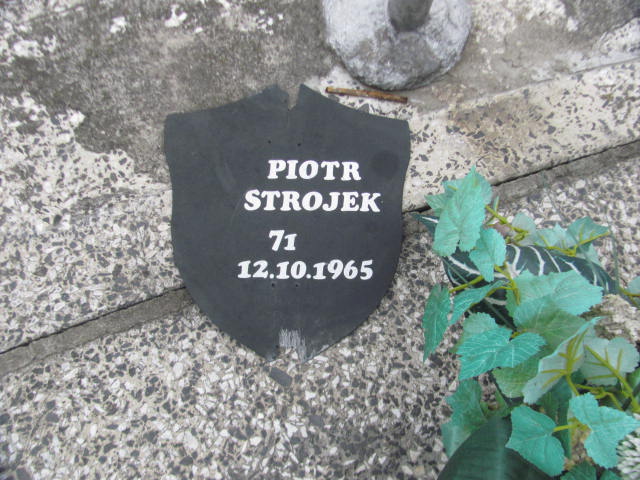 PIOTR
STROJEK
71
12.10.1965